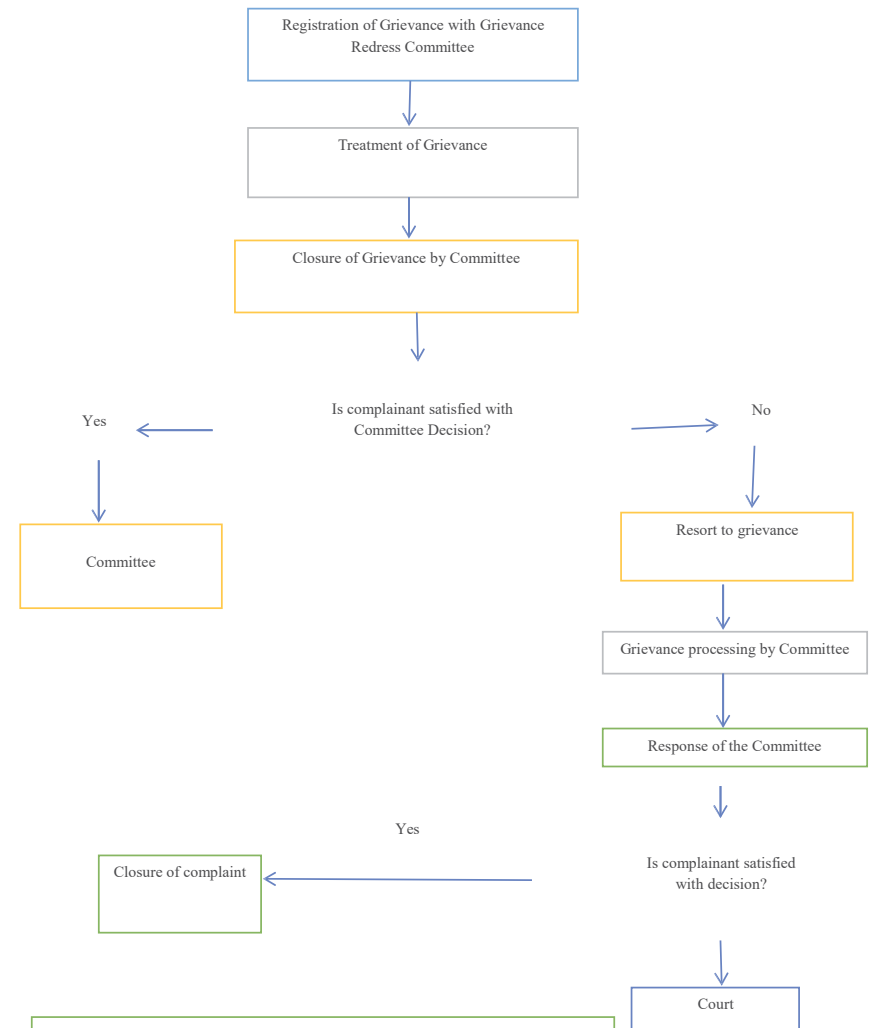 Registration of Grievance with Grievance
Redress Committee
Treatment of Grievance
Closure of Grievance by Committee
Is complainant satisfied with
Committee Decision?
Yes
No
Committee
Resort to grievance
Grievance processing by Committee
Response of the Committee
Yes
Is complainant satisfied
with decision?
Closure of complaint
Court